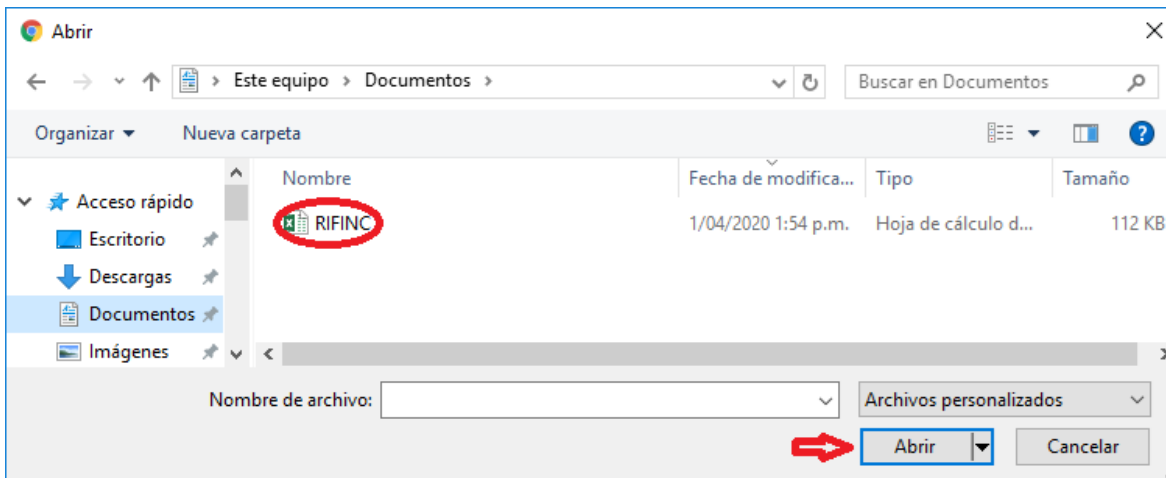 Abrir
Este equipo > Documentos >
Buscar en Documentos
Organizar
Nueva carpeta
Nombre
Fecha de modifica...
Tipo
Tamaño
Acceso rápido
RIFINC
1/04/2020 1:54 p.m.
Hoja de cálculo d...
112 KB
Escritorio
Descargas
Documentos
Imágenes
Nombre de archivo:
Archivos personalizados
Abrir
Cancelar